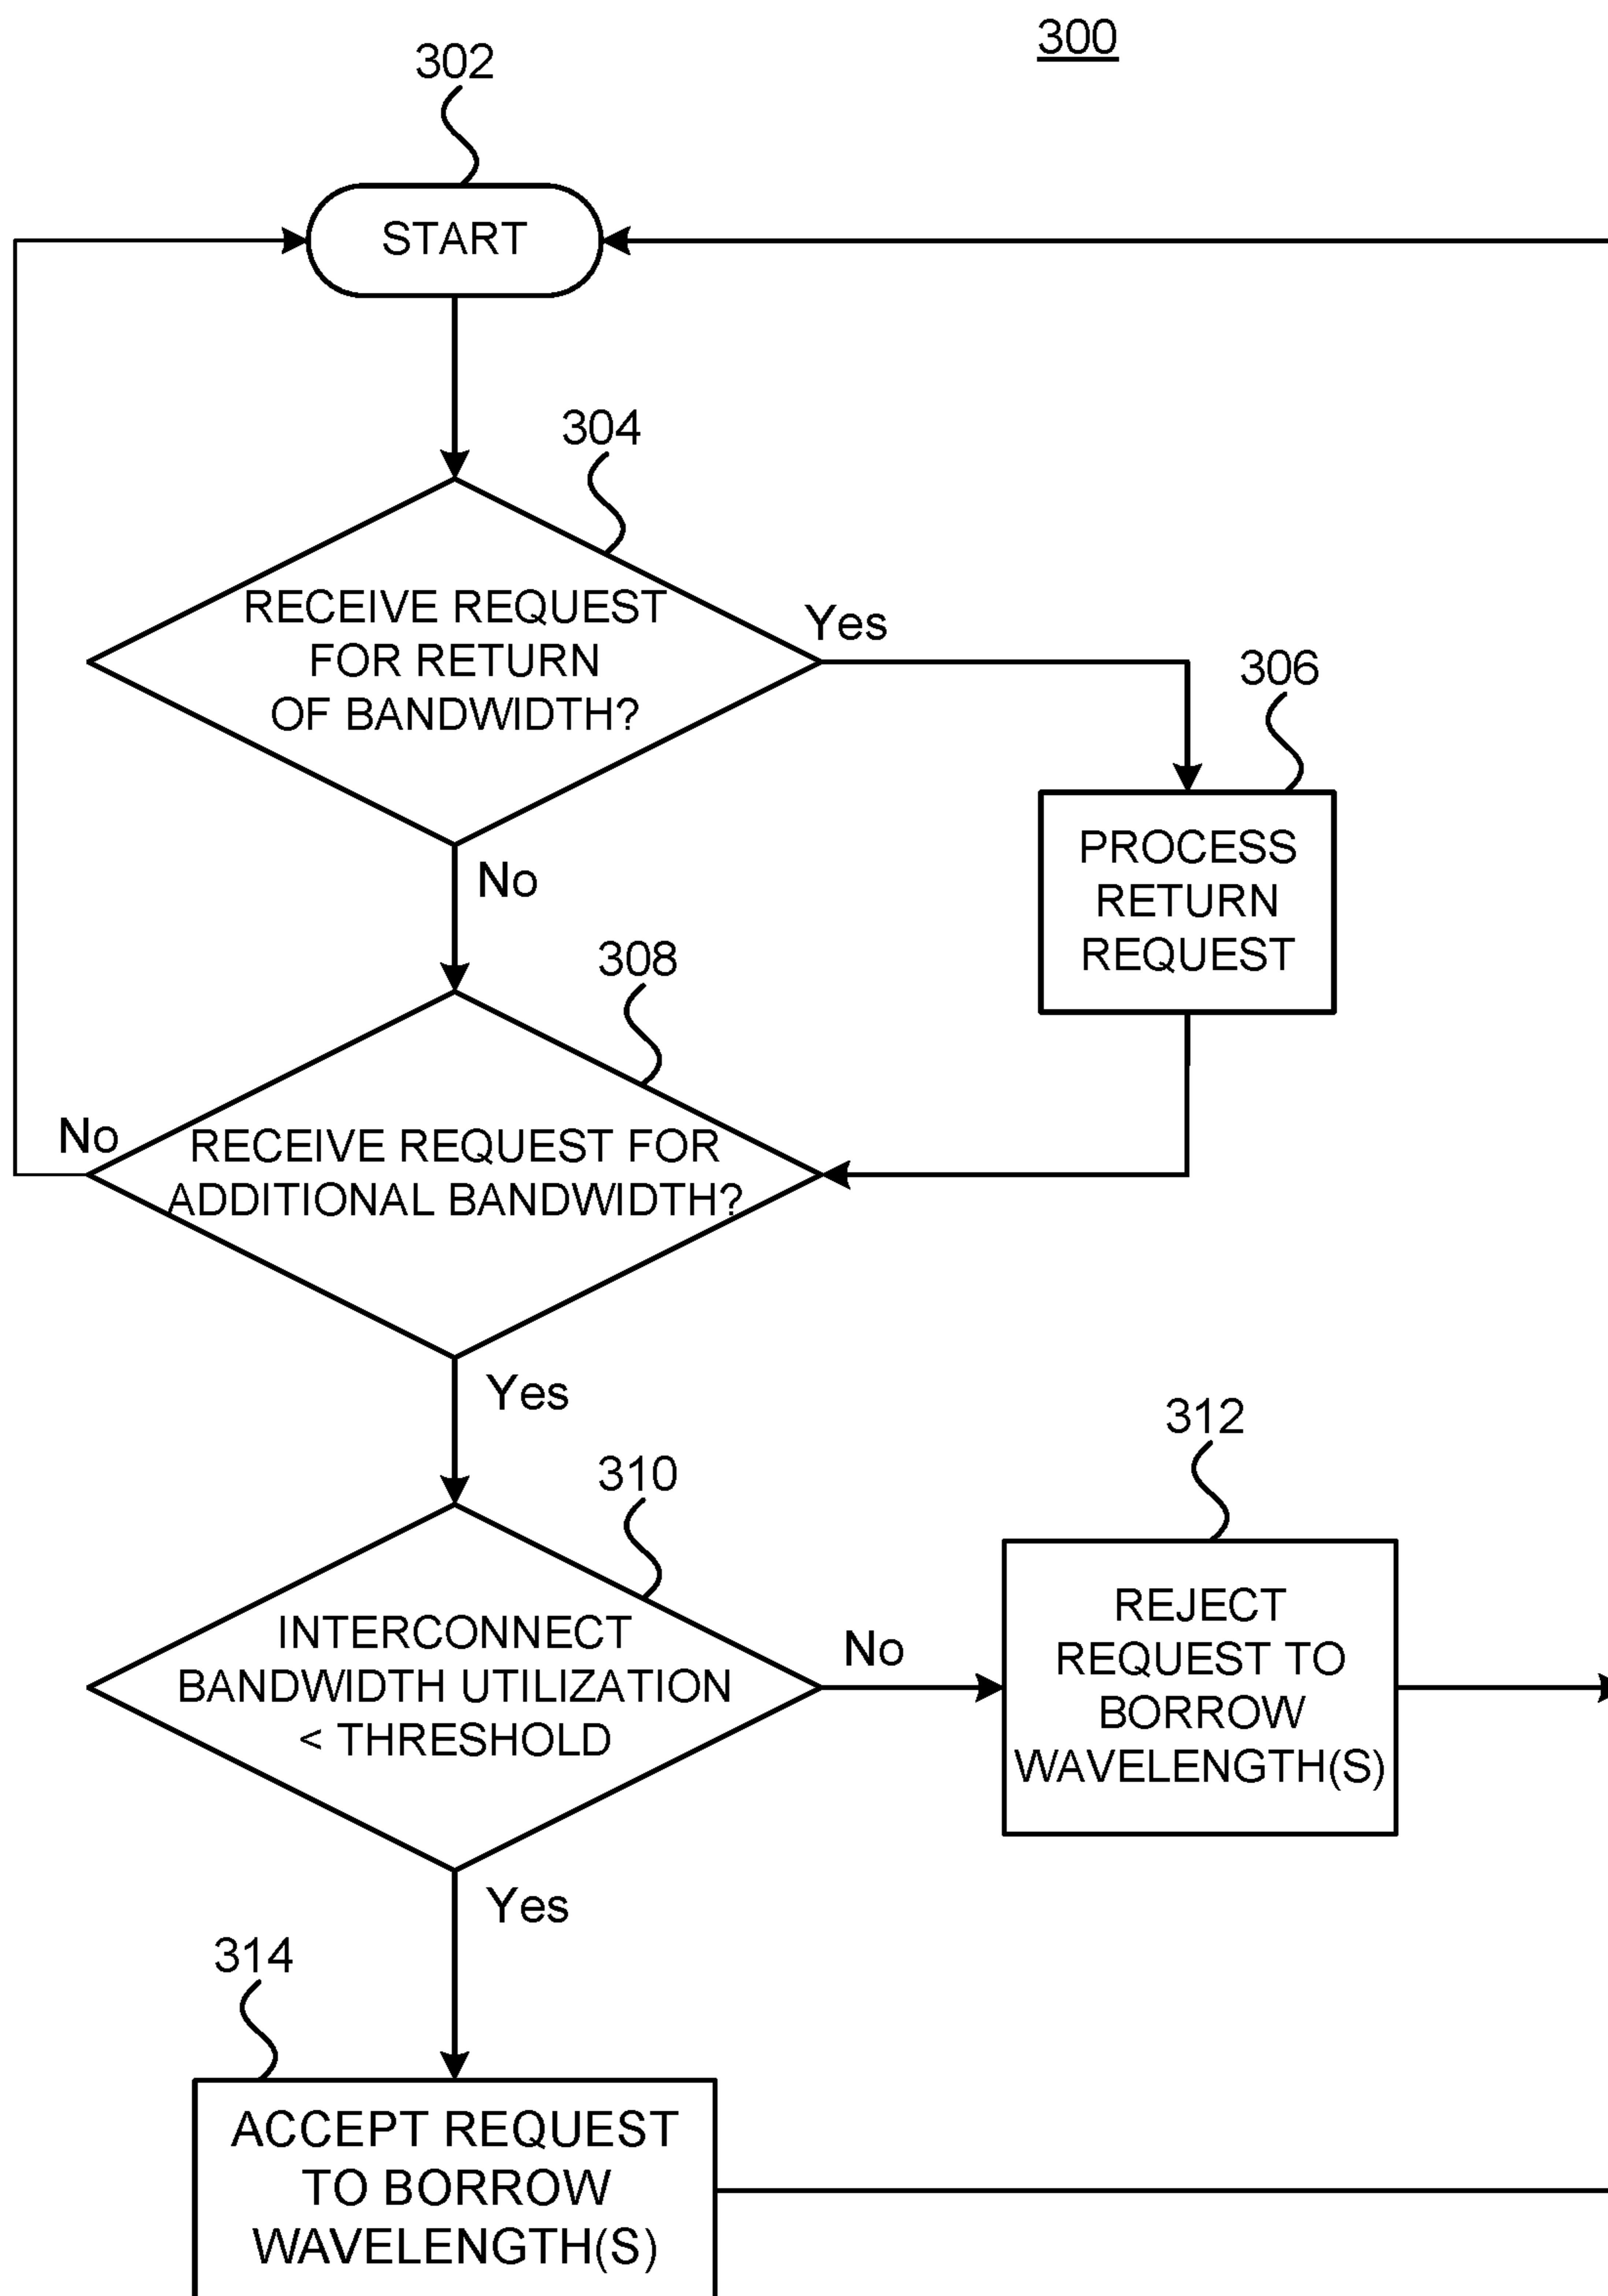 300
302
START
304
RECEIVE REQUEST
FOR RETURN
OF BANDWIDTH?
Yes
306
PROCESS
RETURN
REQUEST
No
308
No
RECEIVE REQUEST FOR
ADDITIONAL BANDWIDTH?
Yes
310
INTERCONNECT
BANDWIDTH UTILIZATION
< THRESHOLD
No
312
REJECT
REQUEST TO
BORROW
WAVELENGTH(S)
Yes
314
ACCEPT REQUEST
TO BORROW
WAVELENGTH(S)